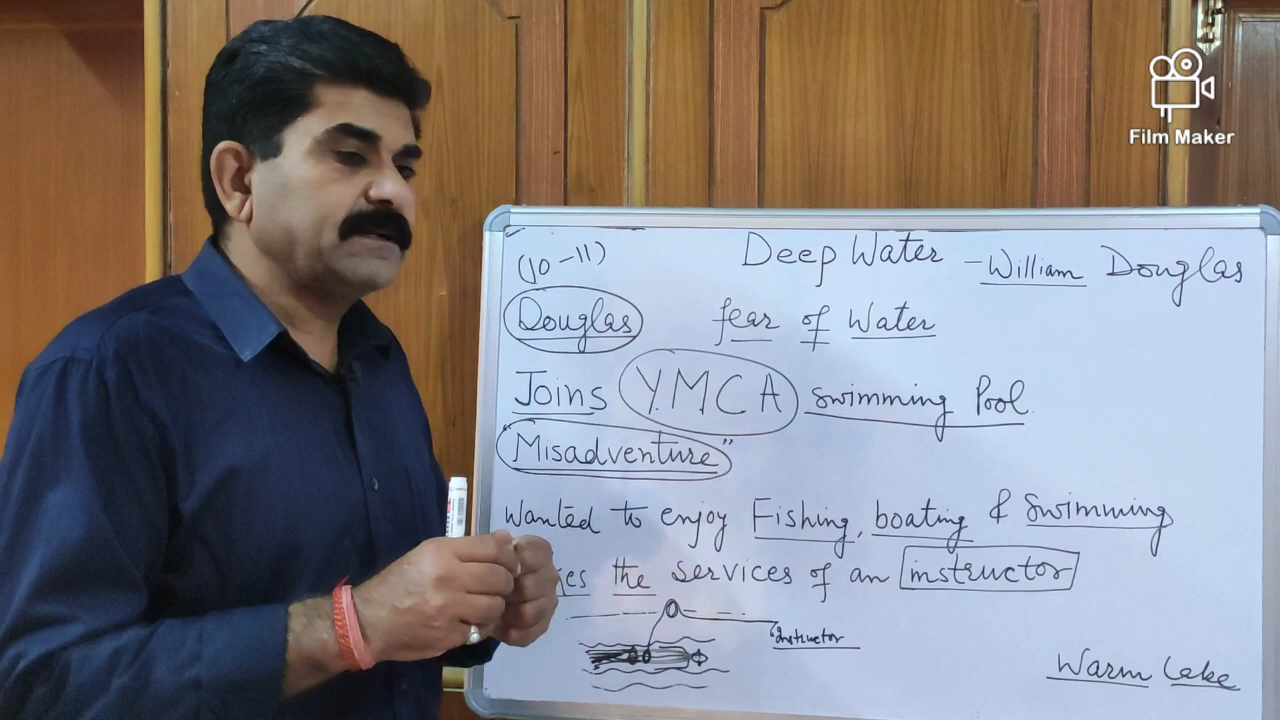 Film Maker
(10-11) Deep Water - William Douglas
Douglas fear of Water
Joins Y.M.C.A swimming Pool.
"Misadventure"
Wanted to enjoy Fishing, boating & Swimming
the services of an instructor
Instructor
Warm Lake